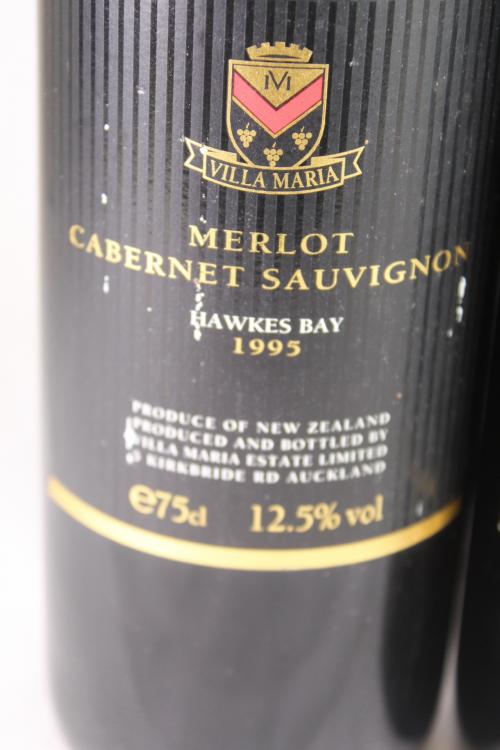 VM
VILLA MARIA
MERLOT
CABERNET SAUVIGNON
HAWKES BAY
1995
PRODUCE OF NEW ZEALAND
PRODUCED AND BOTTLED BY
VILLA MARIA ESTATE LIMITED
5 KIRKBRIDE RD AUCKLAND
℮75cl 12.5% vol